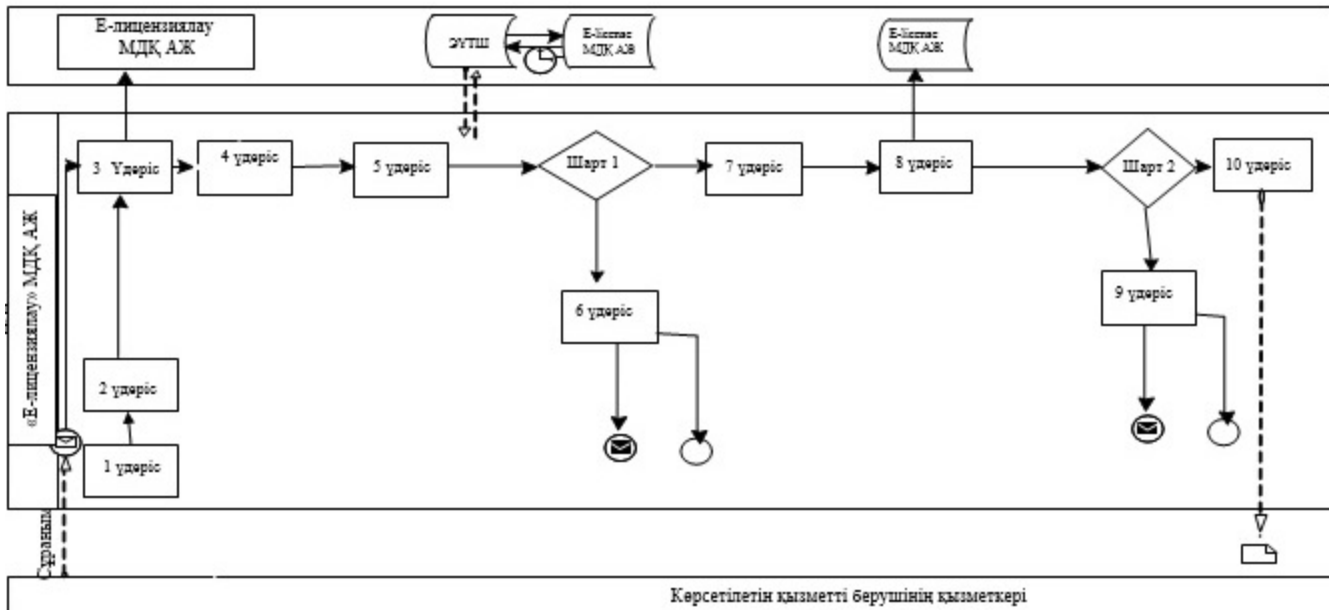 Е-лицензиялау
МДҚ АЖ
ЭҮТШ
Е-һсспас
МДҚ АЖ
Е-һсспас
МДҚ АЖ
«Е-лицензиялау» МДҚ АЖ
3 Үдеріс
4 үдеріс
5 үдеріс
Шарт 1
7 үдеріс
8 үдеріс
Шарт 2
10 үдеріс
6 үдеріс
9 үдеріс
2 үдеріс
1 үдеріс
Сұраным
Көрсетілетін қызметті берушінің қызметкері